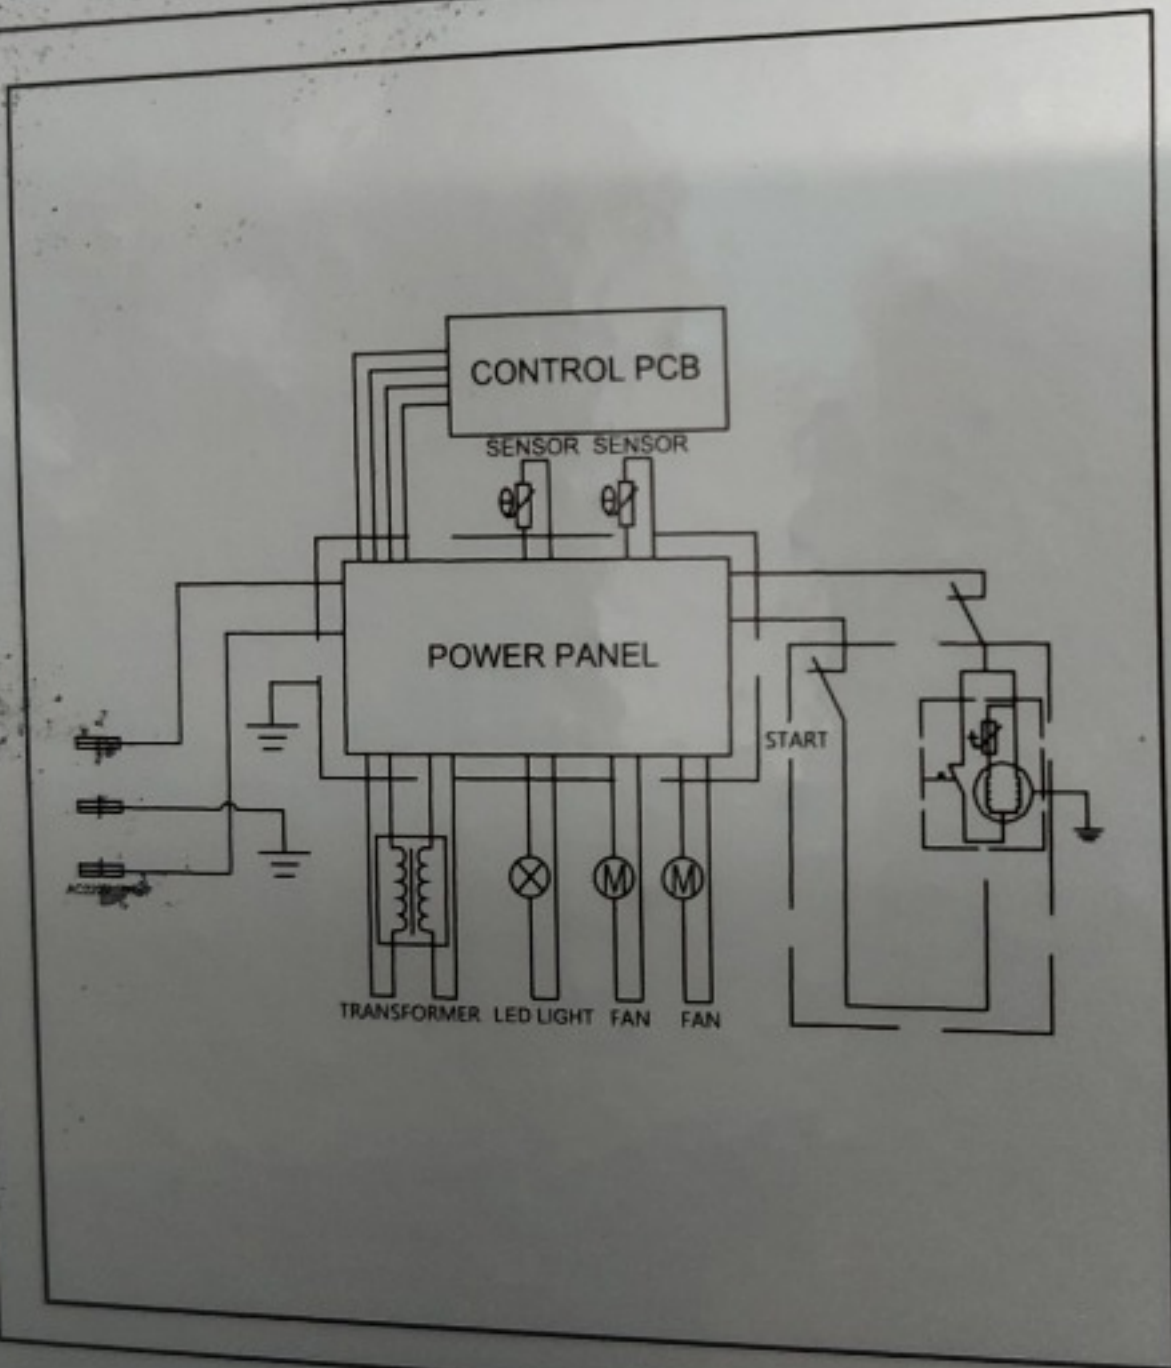 CONTROL PCB
SENSOR SENSOR
θ θ
POWER PANEL
START
t
M M
TRANSFORMER LED LIGHT FAN FAN